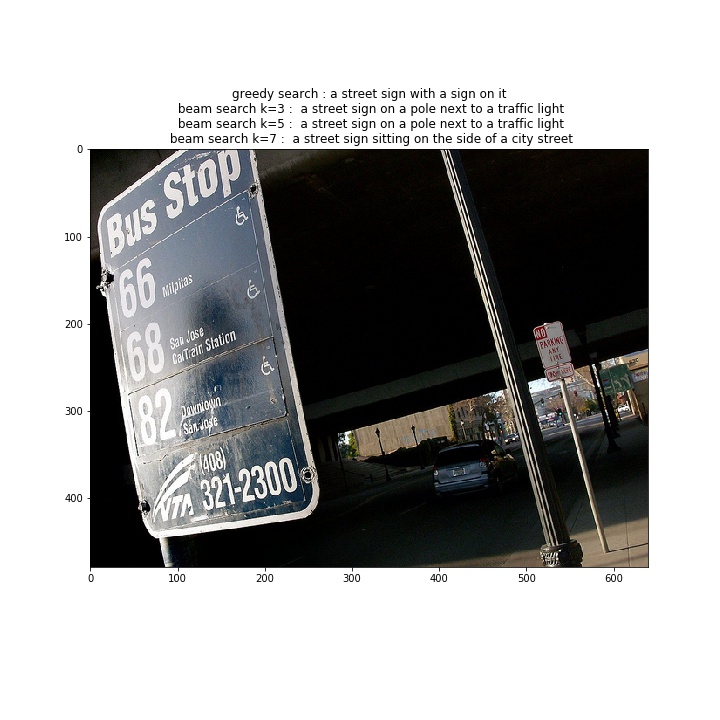 greedy search : a street sign with a sign on it
beam search k=3 : a street sign on a pole next to a traffic light
beam search k=5 : a street sign on a pole next to a traffic light
beam search k=7 : a street sign sitting on the side of a city street
0
100
200
300
400
0
100
200
300
400
500
600
Bus Stop
66 Milpitas
68 San Jose
CalTrain Station
82 Downtown
San Jose
VTA (408)
321-2300
NO
PARKING
ANY
TIME